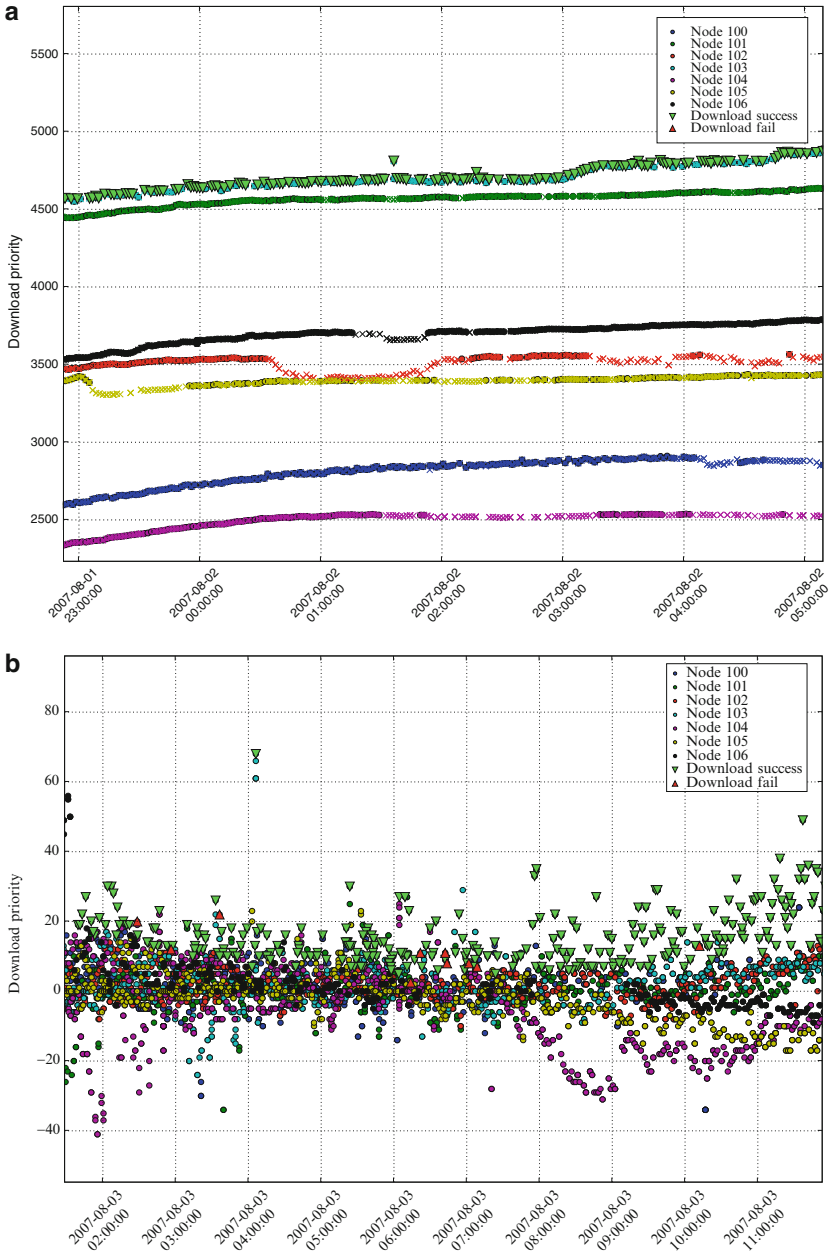 a
5500
5000
4500
4000
3500
3000
2500
Download priority
Node 100
Node 101
Node 102
Node 103
Node 104
Node 105
Node 106
Download success
Download fail
2007-08-01
23:00:00
2007-08-02
00:00:00
2007-08-02
01:00:00
2007-08-02
02:00:00
2007-08-02
03:00:00
2007-08-02
04:00:00
2007-08-02
05:00:00
b
80
60
40
20
0
−20
−40
Download priority
Node 100
Node 101
Node 102
Node 103
Node 104
Node 105
Node 106
Download success
Download fail
2007-08-03
02:00:00
2007-08-03
03:00:00
2007-08-03
04:00:00
2007-08-03
05:00:00
2007-08-03
06:00:00
2007-08-03
07:00:00
2007-08-03
08:00:00
2007-08-03
09:00:00
2007-08-03
10:00:00
2007-08-03
11:00:00